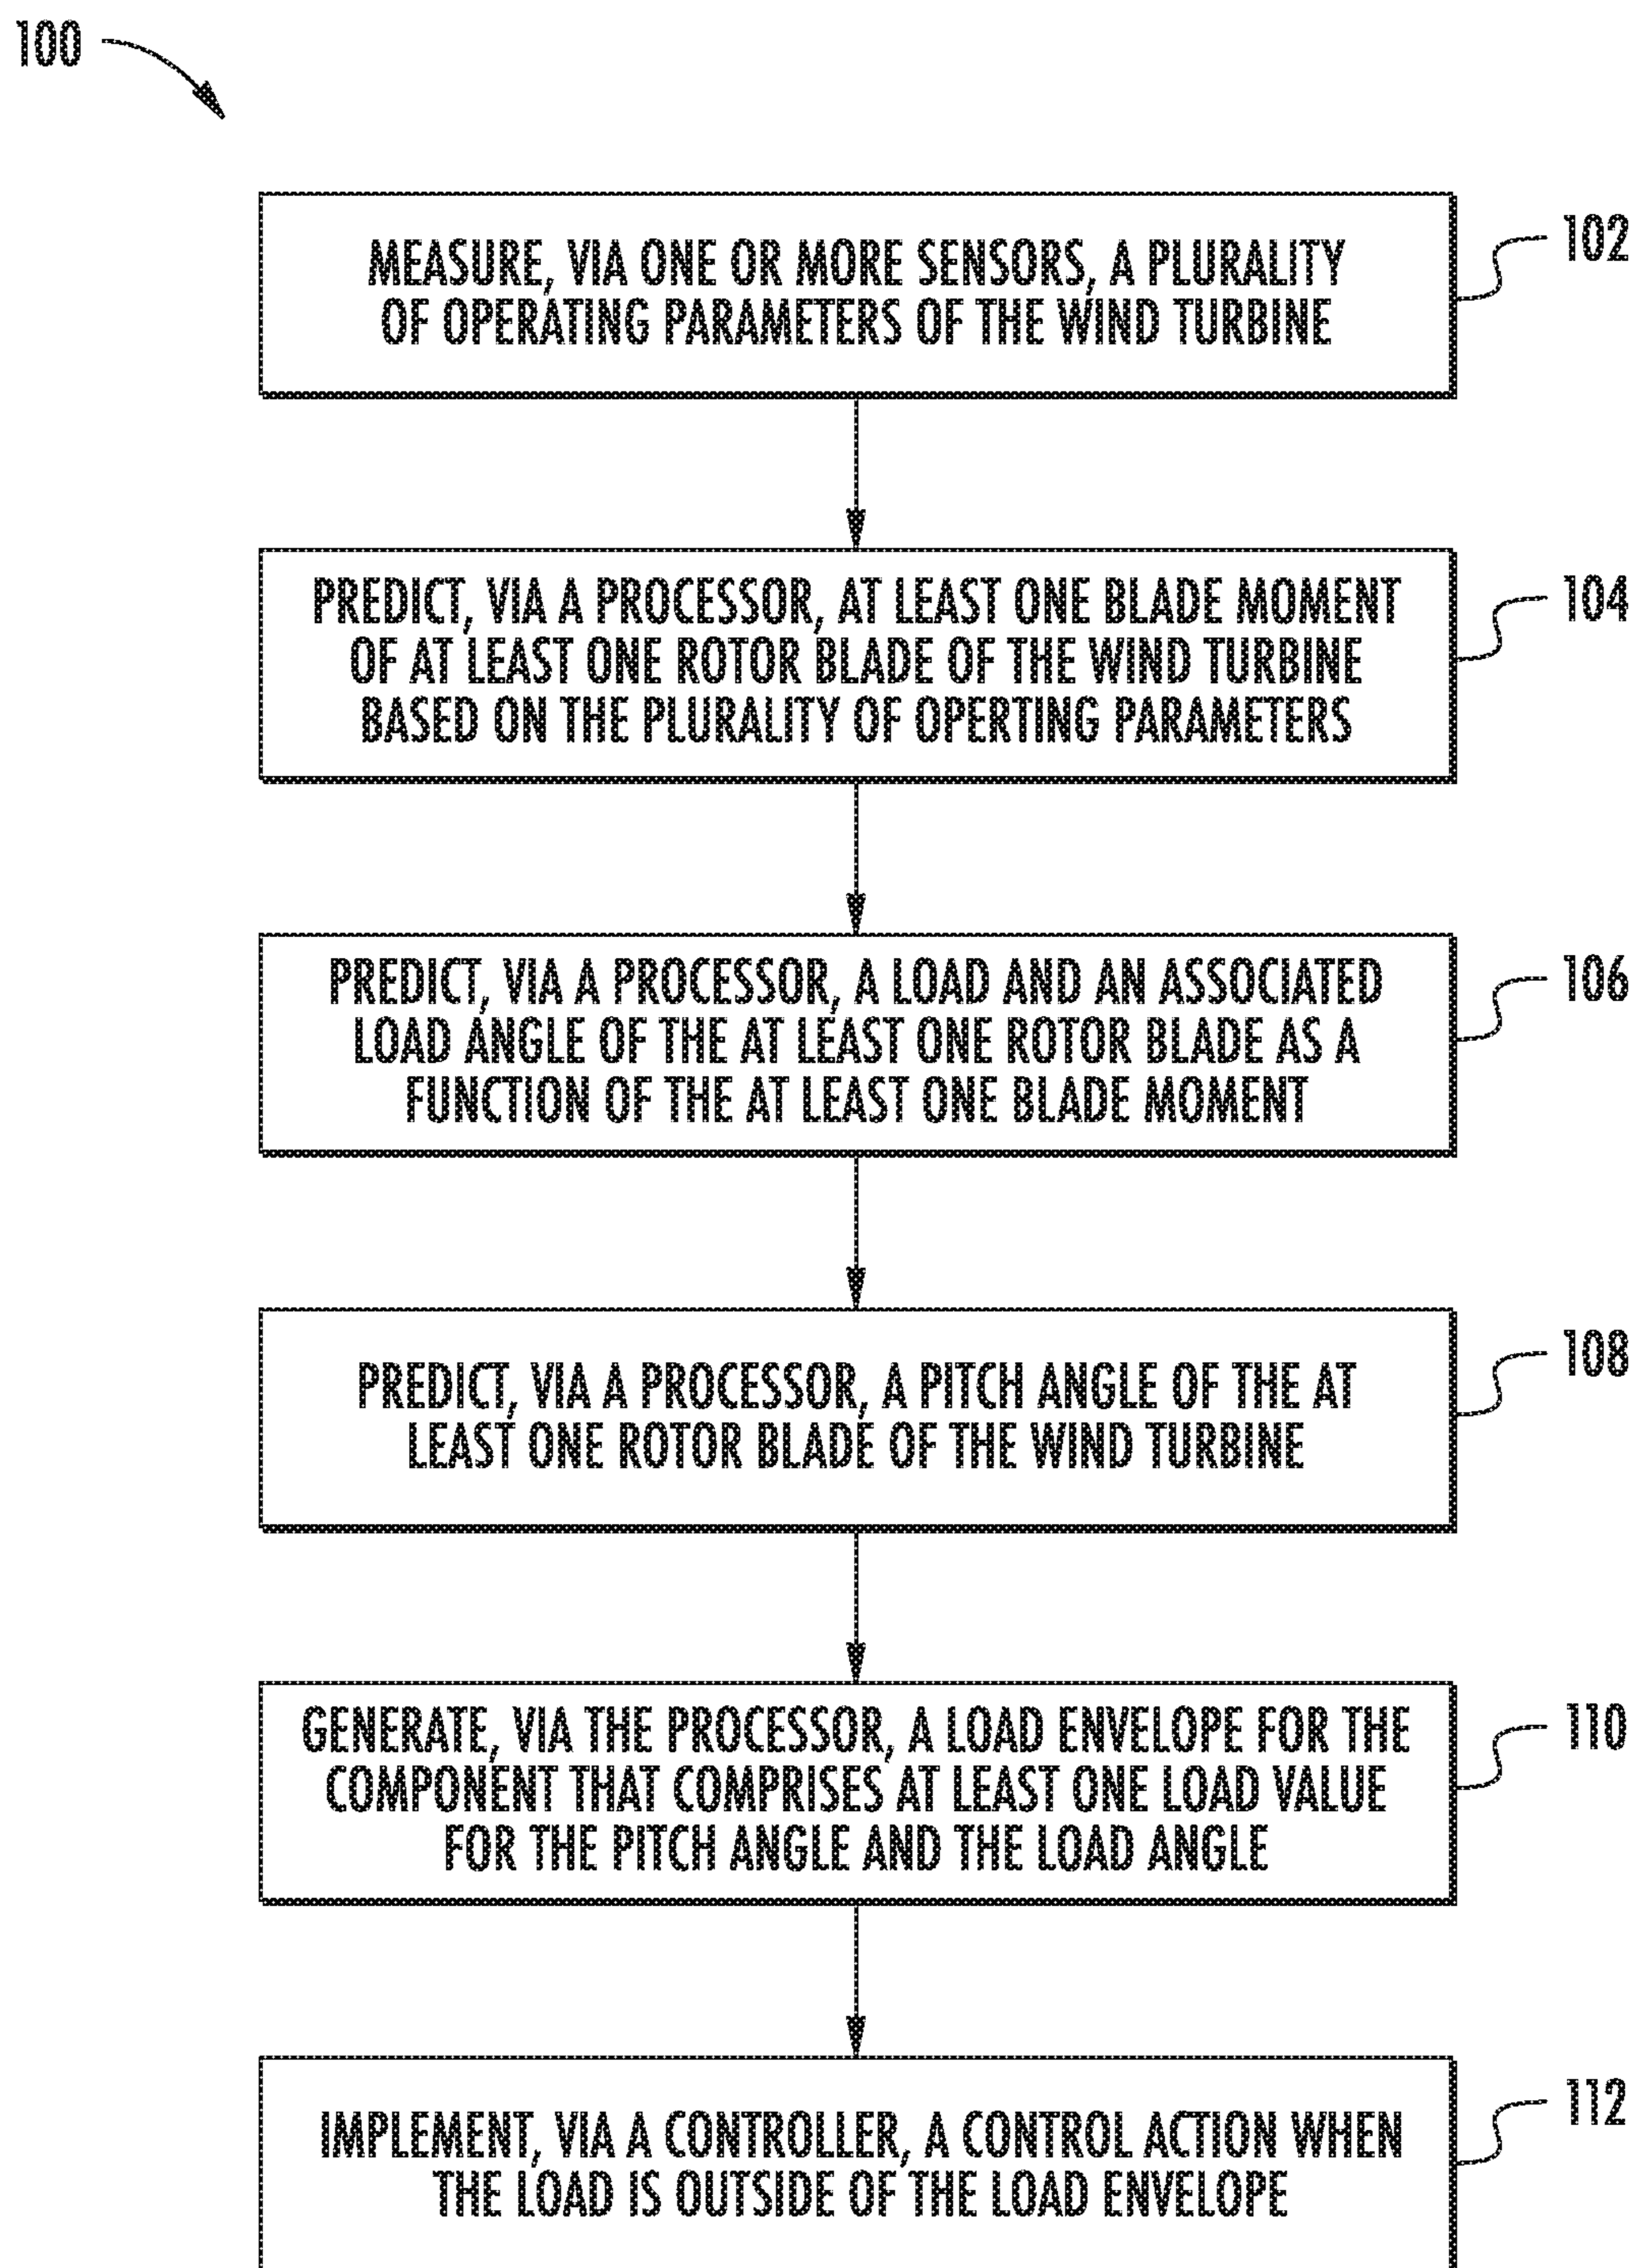 100
MEASURE, VIA ONE OR MORE SENSORS, A PLURALITY
OF OPERATING PARAMETERS OF THE WIND TURBINE
102
PREDICT, VIA A PROCESSOR, AT LEAST ONE BLADE MOMENT
OF AT LEAST ONE ROTOR BLADE OF THE WIND TURBINE
BASED ON THE PLURALITY OF OPERTING PARAMETERS
104
PREDICT, VIA A PROCESSOR, A LOAD AND AN ASSOCIATED
LOAD ANGLE OF THE AT LEAST ONE ROTOR BLADE AS A
FUNCTION OF THE AT LEAST ONE BLADE MOMENT
106
PREDICT, VIA A PROCESSOR, A PITCH ANGLE OF THE AT
LEAST ONE ROTOR BLADE OF THE WIND TURBINE
108
GENERATE, VIA THE PROCESSOR, A LOAD ENVELOPE FOR THE
COMPONENT THAT COMPRISES AT LEAST ONE LOAD VALUE
FOR THE PITCH ANGLE AND THE LOAD ANGLE
110
IMPLEMENT, VIA A CONTROLLER, A CONTROL ACTION WHEN
THE LOAD IS OUTSIDE OF THE LOAD ENVELOPE
112